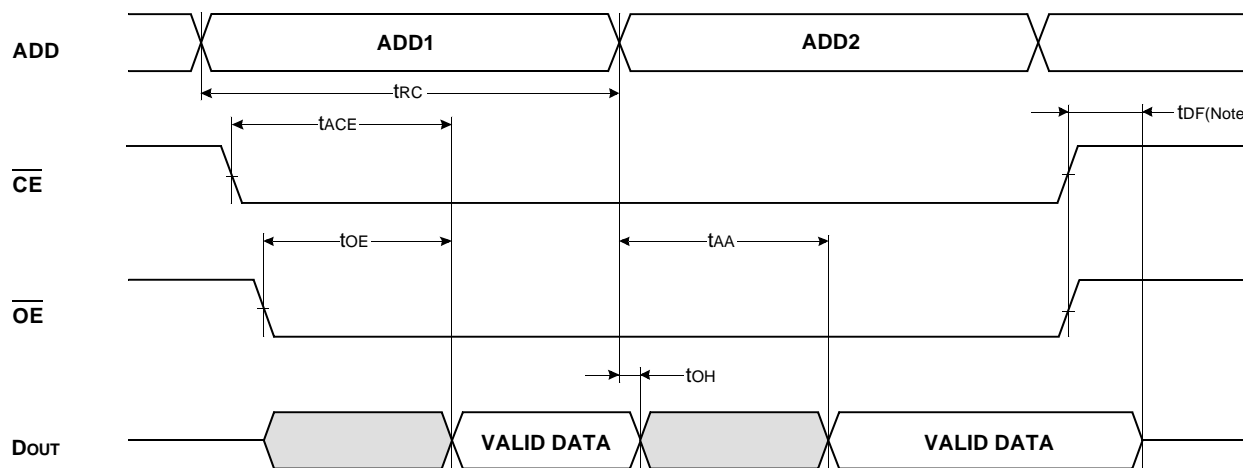 ADD ADD1 ADD2
tRC
tACE tDF(Note
CE
tOE tAA
OE
tOH
DOUT VALID DATA VALID DATA